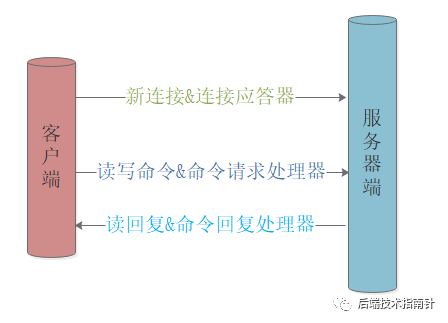 客户端
新连接&连接应答器
读写命令&命令请求处理器
读回复&命令回复处理器
服务器端
后端技术指南针